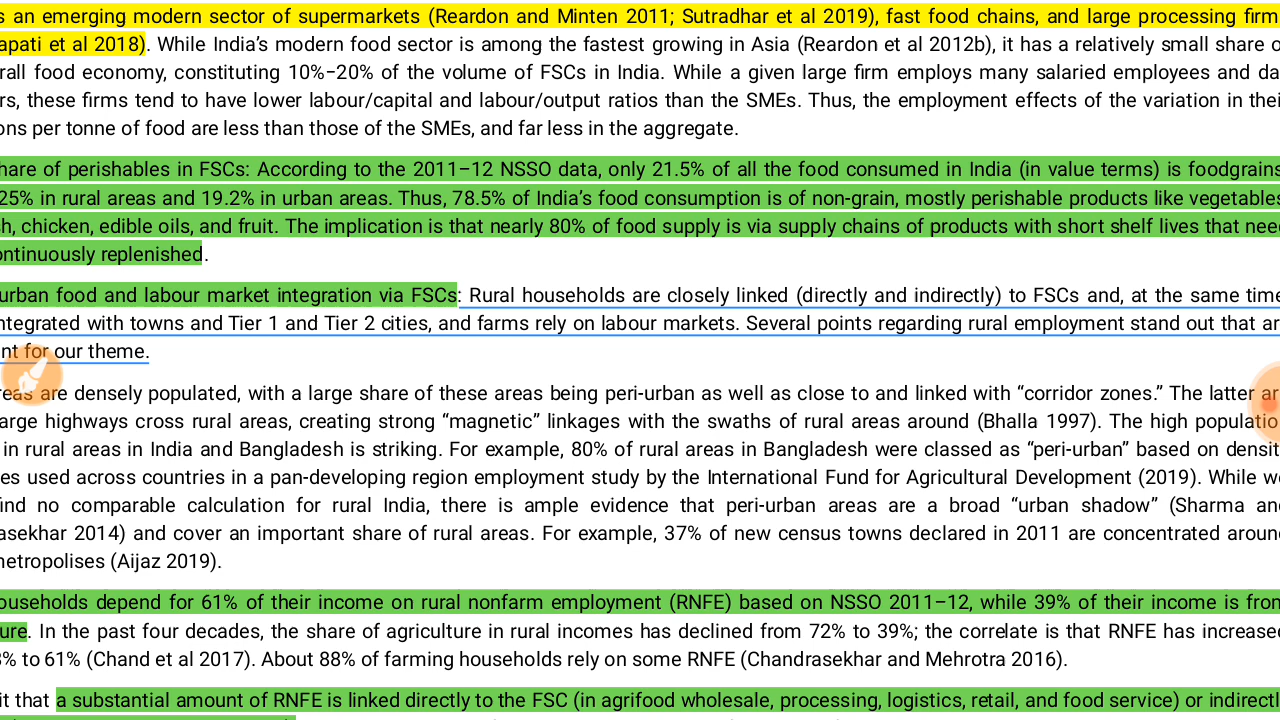 s an emerging modern sector of supermarkets (Reardon and Minten 2011; Sutradhar et al 2019), fast food chains, and large processing firm
apati et al 2018). While India’s modern food sector is among the fastest growing in Asia (Reardon et al 2012b), it has a relatively small share o
rall food economy, constituting 10%−20% of the volume of FSCs in India. While a given large firm employs many salaried employees and da
rs, these firms tend to have lower labour/capital and labour/output ratios than the SMEs. Thus, the employment effects of the variation in thei
ons per tonne of food are less than those of the SMEs, and far less in the aggregate.
hare of perishables in FSCs: According to the 2011−12 NSSO data, only 21.5% of all the food consumed in India (in value terms) is foodgrains
25% in rural areas and 19.2% in urban areas. Thus, 78.5% of India’s food consumption is of non-grain, mostly perishable products like vegetables
h, chicken, edible oils, and fruit. The implication is that nearly 80% of food supply is via supply chains of products with short shelf lives that nee
ontinuously replenished.
urban food and labour market integration via FSCs: Rural households are closely linked (directly and indirectly) to FSCs and, at the same time
ntegrated with towns and Tier 1 and Tier 2 cities, and farms rely on labour markets. Several points regarding rural employment stand out that ar
nt for our theme.
reas are densely populated, with a large share of these areas being peri-urban as well as close to and linked with “corridor zones.” The latter ar
arge highways cross rural areas, creating strong “magnetic” linkages with the swaths of rural areas around (Bhalla 1997). The high populatio
in rural areas in India and Bangladesh is striking. For example, 80% of rural areas in Bangladesh were classed as “peri-urban” based on densit
es used across countries in a pan-developing region employment study by the International Fund for Agricultural Development (2019). While we
find no comparable calculation for rural India, there is ample evidence that peri-urban areas are a broad “urban shadow” (Sharma and
asekhar 2014) and cover an important share of rural areas. For example, 37% of new census towns declared in 2011 are concentrated aroun
metropolises (Aijaz 2019).
ouseholds depend for 61% of their income on rural nonfarm employment (RNFE) based on NSSO 2011−12, while 39% of their income is from
ure. In the past four decades, the share of agriculture in rural incomes has declined from 72% to 39%; the correlate is that RNFE has increased
8% to 61% (Chand et al 2017). About 88% of farming households rely on some RNFE (Chandrasekhar and Mehrotra 2016).
it that a substantial amount of RNFE is linked directly to the FSC (in agrifood wholesale, processing, logistics, retail, and food service) or indirectl